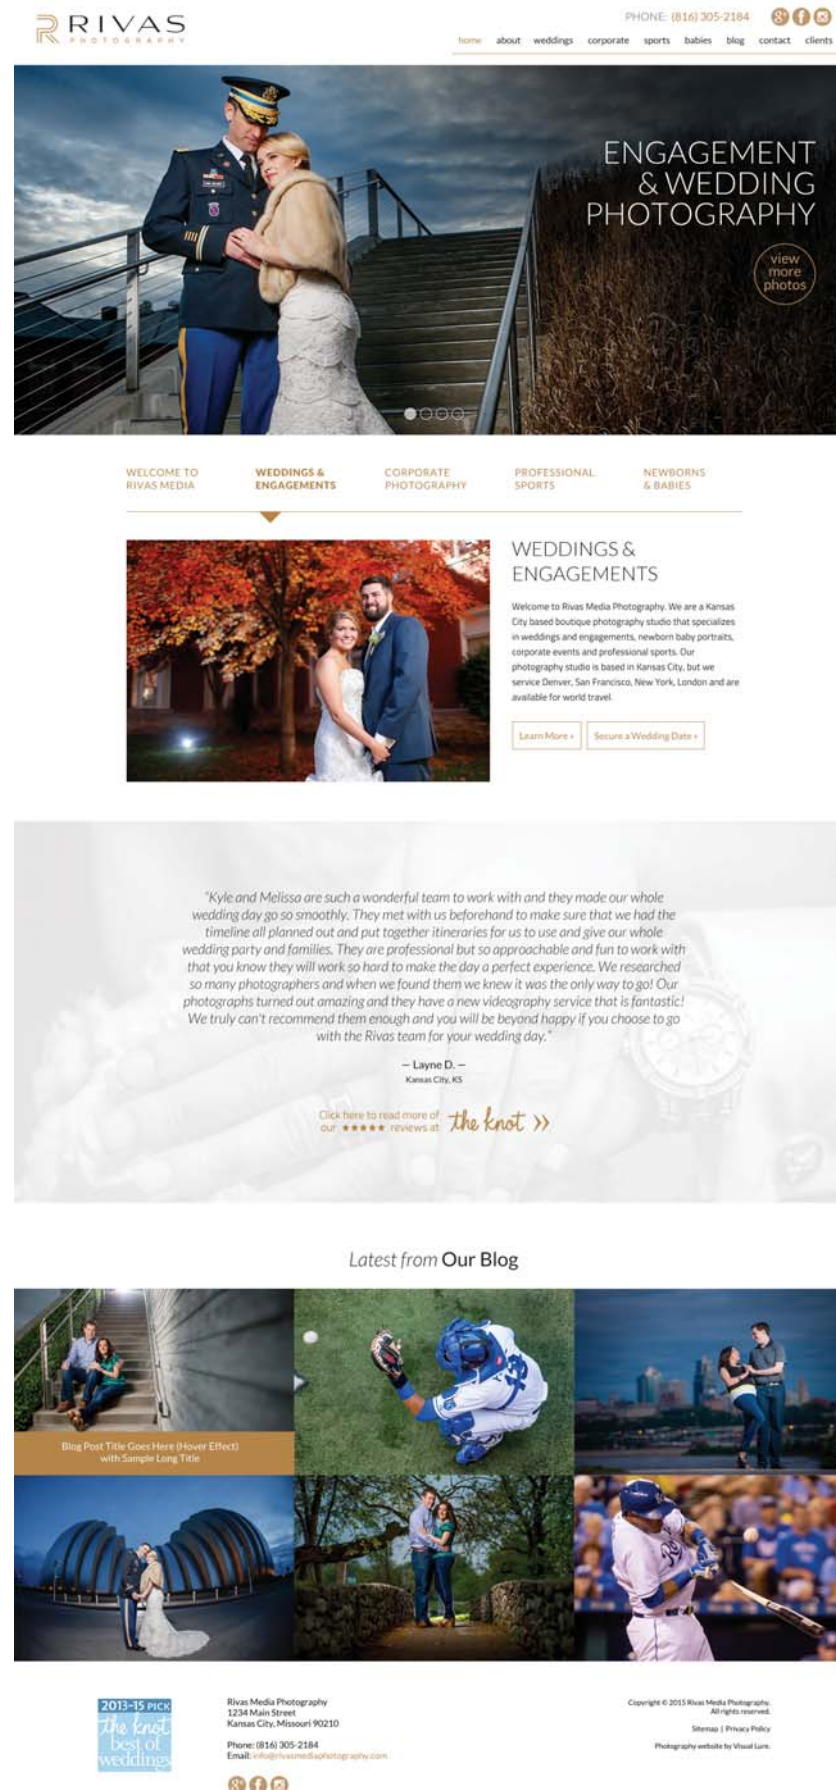 RIVAS
PHOTOGRAPHY
PHONE: (816) 305-2184
home about weddings corporate sports babies blog contact clients
ENGAGEMENT
& WEDDING
PHOTOGRAPHY
view
more
photos
WELCOME TO
RIVAS MEDIA
WEDDINGS &
ENGAGEMENTS
CORPORATE
PHOTOGRAPHY
PROFESSIONAL
SPORTS
NEWBORNS
& BABIES
WEDDINGS &
ENGAGEMENTS
Welcome to Rivas Media Photography. We are a Kansas
City based boutique photography studio that specializes
in weddings and engagements, newborn baby portraits,
corporate events and professional sports. Our
photography studio is based in Kansas City, but we
service Denver, San Francisco, New York, London and are
available for world travel.
Learn More › Secure a Wedding Date ›
"Kyle and Melissa are such a wonderful team to work with and they made our whole
wedding day go so smoothly. They met with us beforehand to make sure that we had the
timeline all planned out and put together itineraries for us to use and give our whole
wedding party and families. They are professional but so approachable and fun to work with
that you know they will work so hard to make the day a perfect experience. We researched
so many photographers and when we found them we knew it was the only way to go! Our
photographs turned out amazing and they have a new videography service that is fantastic!
We truly can't recommend them enough and you will be beyond happy if you choose to go
with the Rivas team for your wedding day."
— Layne D. —
Kansas City, KS
Click here to read more of
our ★★★★★ reviews at
the knot »
Latest from Our Blog
Blog Post Title Goes Here (Hover Effect)
with Sample Long Title
2013-15 PICK
the knot
best of
weddings
Rivas Media Photography
1234 Main Street
Kansas City, Missouri 90210
Phone: (816) 305-2184
Email: info@rivasmediaphotography.com
Copyright © 2015 Rivas Media Photography.
All rights reserved.
Sitemap | Privacy Policy
Photography website by Visual Lure.